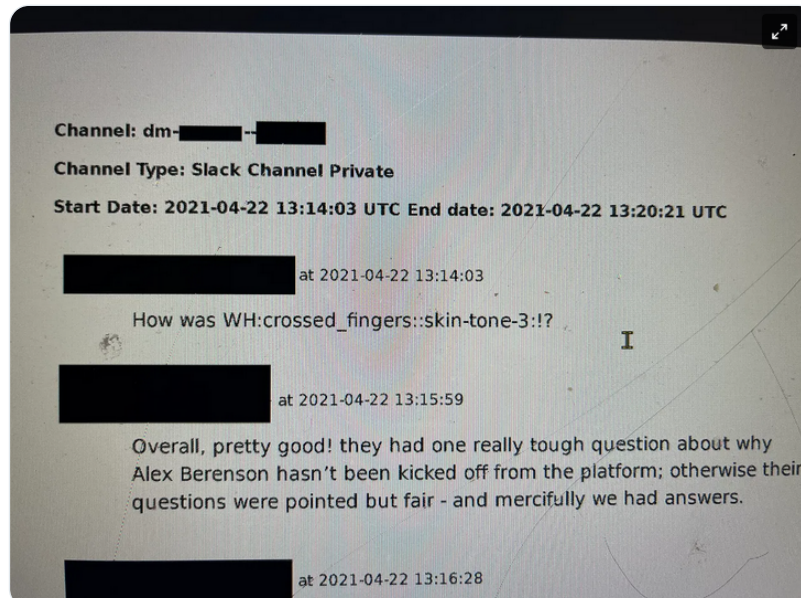 Channel: dm- --
Channel Type: Slack Channel Private
Start Date: 2021-04-22 13:14:03 UTC End date: 2021-04-22 13:20:21 UTC
at 2021-04-22 13:14:03
How was WH:crossed_fingers::skin-tone-3:!?
at 2021-04-22 13:15:59
Overall, pretty good! they had one really tough question about why
Alex Berenson hasn't been kicked off from the platform; otherwise their
questions were pointed but fair - and mercifully we had answers.
at 2021-04-22 13:16:28